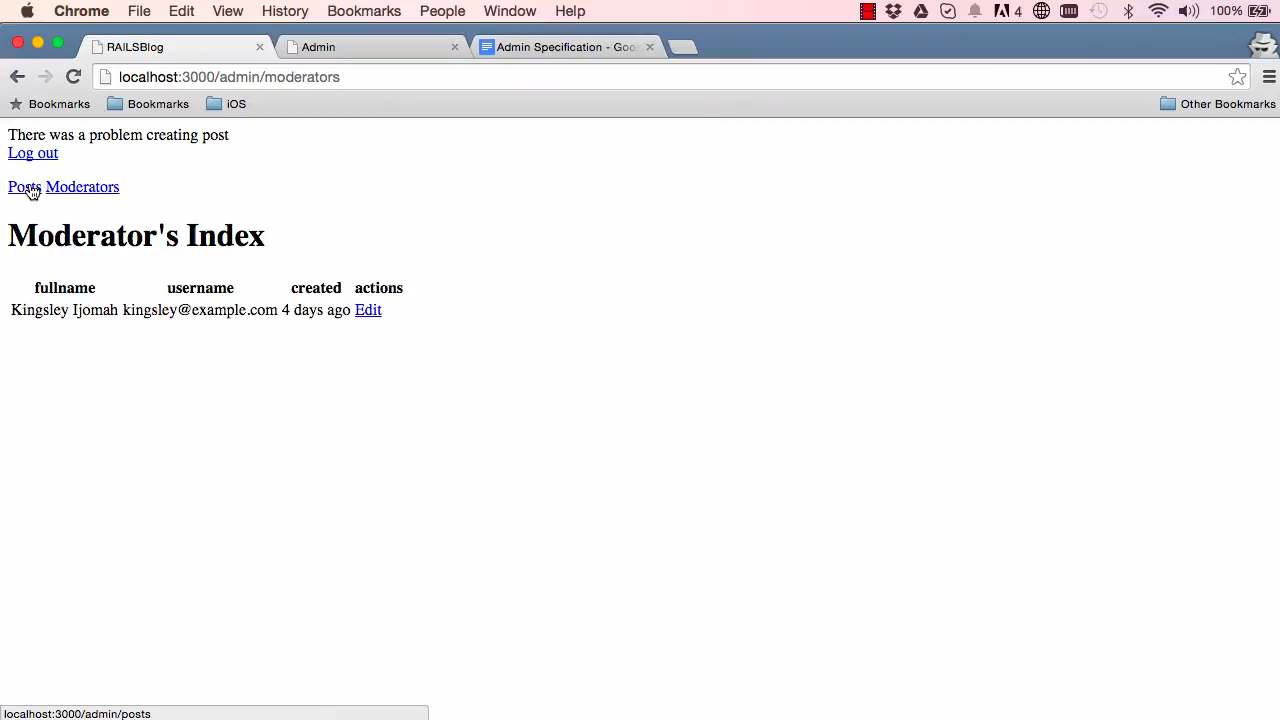 Chrome File Edit View History Bookmarks People Window Help 4 100%
RAILSBlog Admin Admin Specification - Goo
localhost:3000/admin/moderators
Bookmarks Bookmarks iOS Other Bookmarks
There was a problem creating post
Log out
Posts Moderators
Moderator's Index
fullname username created actions
Kingsley Ijomah kingsley@example.com 4 days ago Edit
localhost:3000/admin/posts